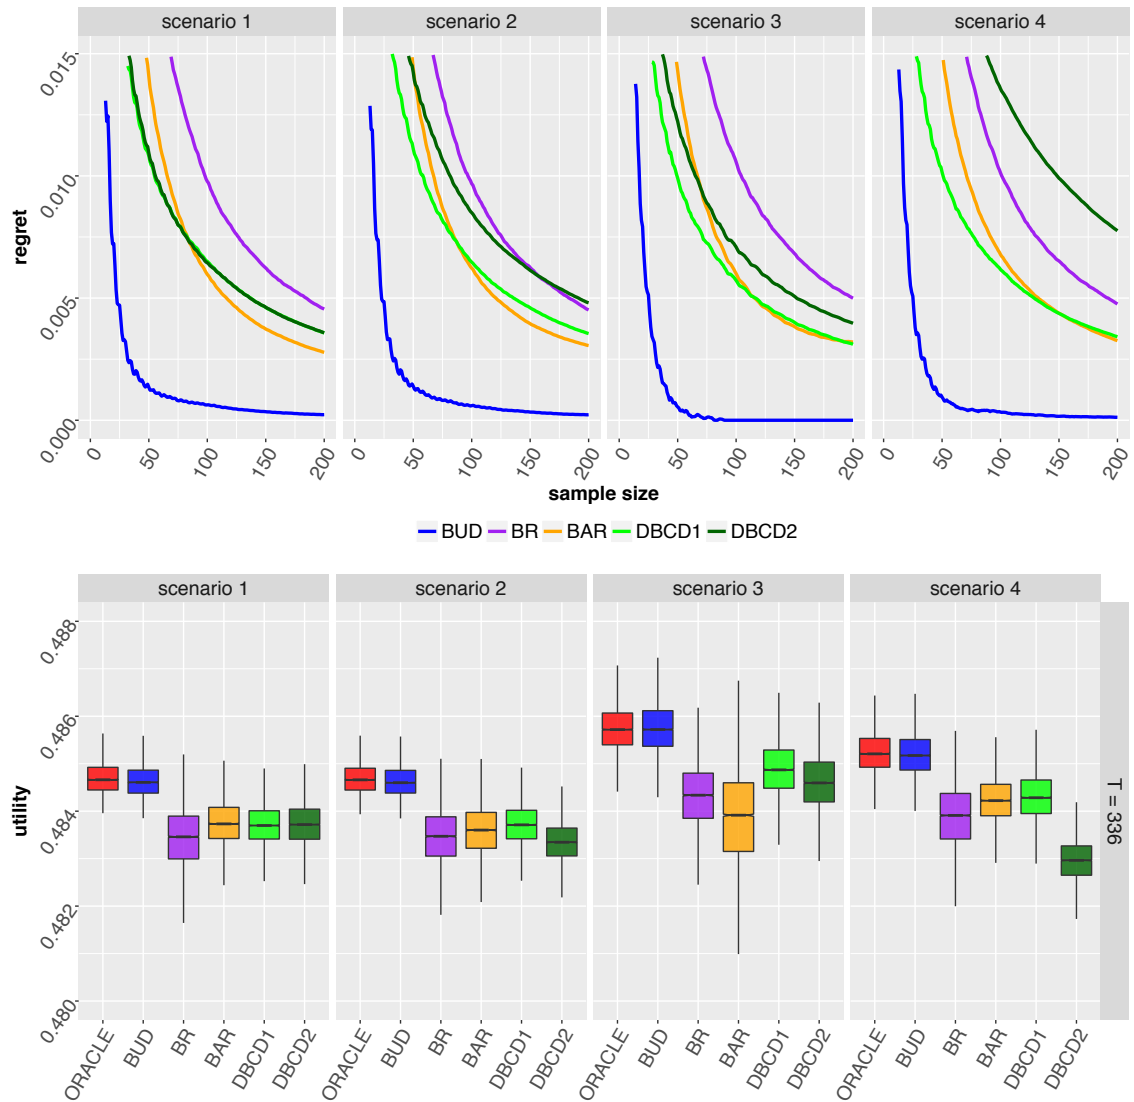 scenario 1 scenario 2 scenario 3 scenario 4
regret
0.015
0.010
0.005
0.000
0 50 100 150 200 0 50 100 150 200 0 50 100 150 200 0 50 100 150 200
sample size
BUD BR BAR DBCD1 DBCD2
scenario 1 scenario 2 scenario 3 scenario 4
utility
0.488
0.486
0.484
0.482
0.480
T = 336
ORACLE BUD BR BAR DBCD1 DBCD2 ORACLE BUD BR BAR DBCD1 DBCD2 ORACLE BUD BR BAR DBCD1 DBCD2 ORACLE BUD BR BAR DBCD1 DBCD2